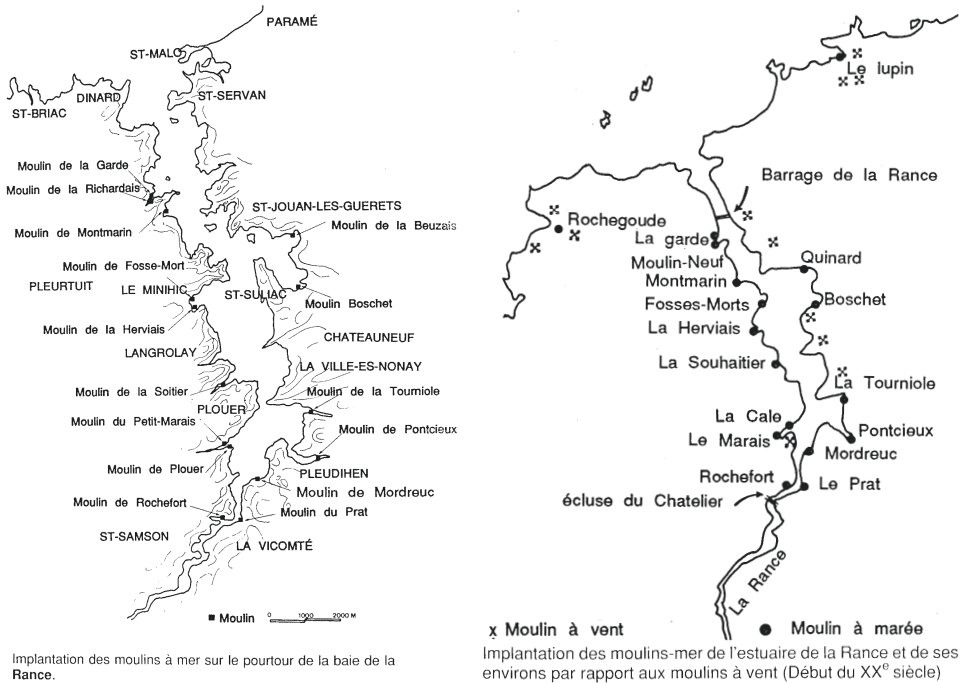 PARAMÉ
ST-MALO
DINARD
ST-SERVAN
ST-BRIAC
Moulin de la Garde
Moulin de la Richardais
ST-JOUAN-LES-GUERETS
Moulin de la Beuzais
Moulin de Montmarin
Moulin de Fosse-Mort
PLEURTUIT
LE MINIHIC
ST-SULIAC
Moulin Boschet
Moulin de la Herviais
CHATEAUNEUF
LANGROLAY
LA VILLE-ES-NONAY
Moulin de la Soitier
Moulin de la Tourniole
PLOUER
Moulin du Petit-Marais
Moulin de Pontcieux
Moulin de Plouer
PLEUDIHEN
Moulin de Mordreuc
Moulin de Rochefort
Moulin du Prat
ST-SAMSON
LA VICOMTÉ
Moulin
0 1000 2000 M
Implantation des moulins à mer sur le pourtour de la baie de la
Rance.
Le lupin
Barrage de la Rance
Rochegoude
La garde
Moulin-Neuf
Quinard
Montmarin
Fosses-Morts
Boschet
La Herviais
La Souhaitier
La Tourniole
La Cale
Le Marais
Pontcieux
Mordreuc
Rochefort
Le Prat
écluse du Chatelier
La Rance
x Moulin à vent
Moulin à marée
Implantation des moulins-mer de l'estuaire de la Rance et de ses
environs par rapport aux moulins à vent (Début du XXe siècle)